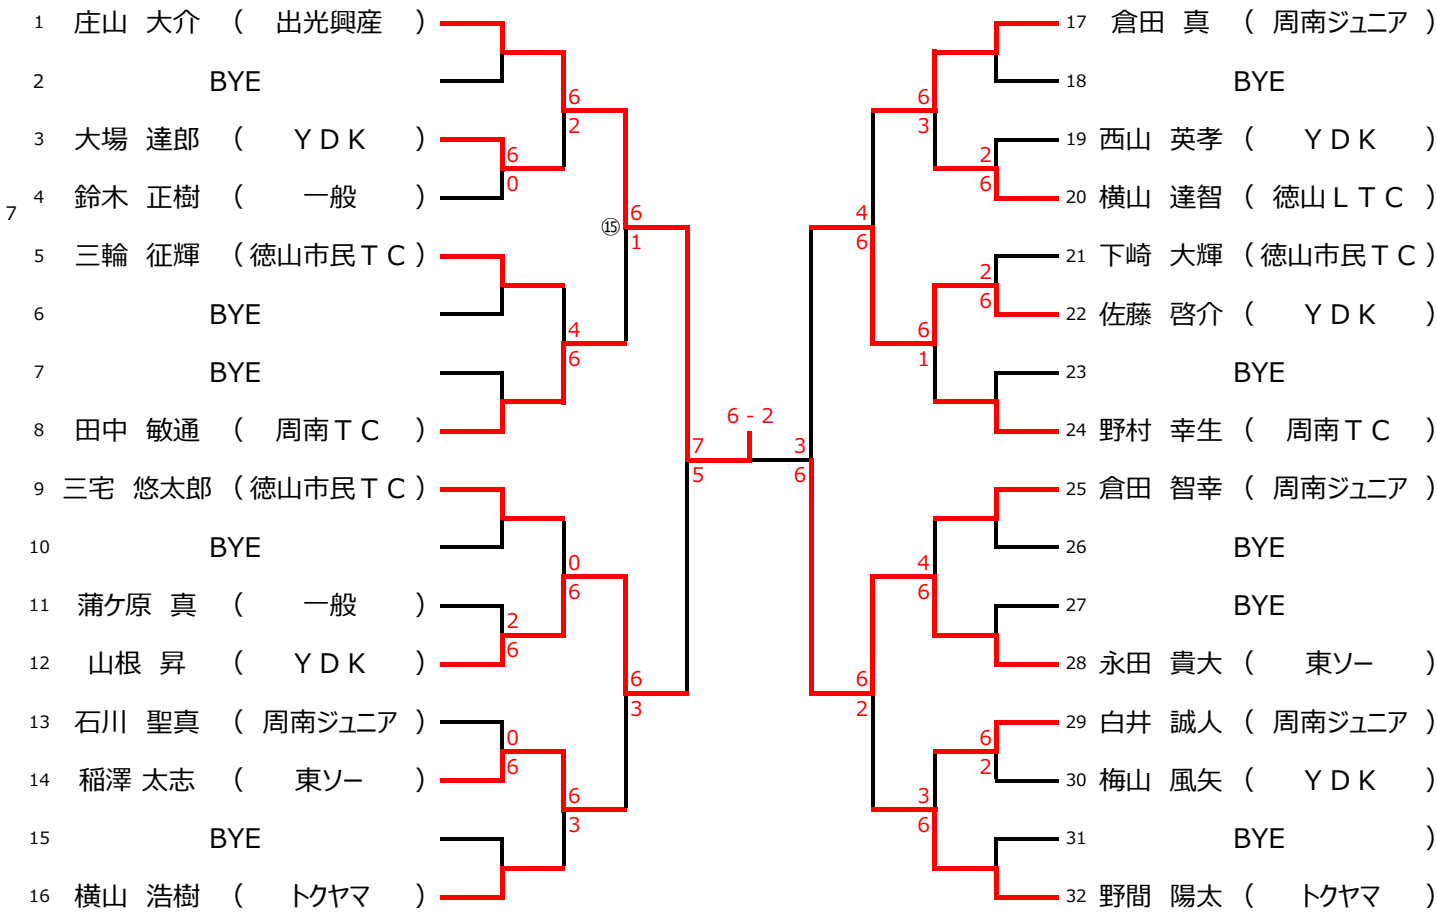 1 庄山 大介 （ 出光興産 ）
2 BYE
6
2
3 大場 達郎 （ ＹＤＫ ）
6
0
4 鈴木 正樹 （ 一般 ）
7
⑮
6
1
5 三輪 征輝 （徳山市民ＴＣ）
6 BYE
4
6
7 BYE
8 田中 敏通 （ 周南ＴＣ ）
7
5
9 三宅 悠太郎 （徳山市民ＴＣ）
10 BYE
0
6
11 蒲ケ原 真 （ 一般 ）
2
6
12 山根 昇 （ ＹＤＫ ）
6
3
13 石川 聖真 （ 周南ジュニア ）
0
6
14 稲澤 太志 （ 東ソー ）
6
3
15 BYE
16 横山 浩樹 （ トクヤマ ）
6 - 2
17 倉田 真 （ 周南ジュニア ）
18 BYE
6
3
19 西山 英孝 （ ＹＤＫ ）
2
6
20 横山 達智 （ 徳山ＬＴＣ ）
4
6
21 下崎 大輝 （徳山市民ＴＣ）
2
6
22 佐藤 啓介 （ ＹＤＫ ）
6
1
23 BYE
24 野村 幸生 （ 周南ＴＣ ）
3
6
25 倉田 智幸 （ 周南ジュニア ）
26 BYE
4
6
27 BYE
28 永田 貴大 （ 東ソー ）
6
2
29 白井 誠人 （ 周南ジュニア ）
6
2
30 梅山 風矢 （ ＹＤＫ ）
3
6
31 BYE ）
32 野間 陽太 （ トクヤマ ）